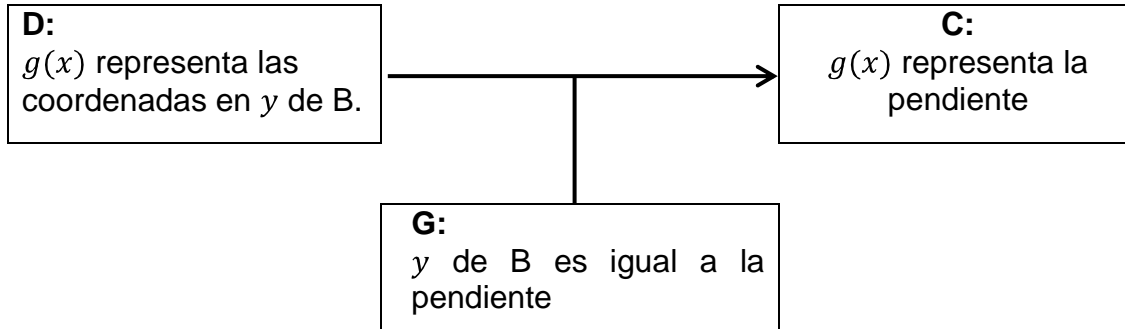 D:
g(x) representa las
coordenadas en y de B.
C:
g(x) representa la
pendiente
G:
y de B es igual a la
pendiente